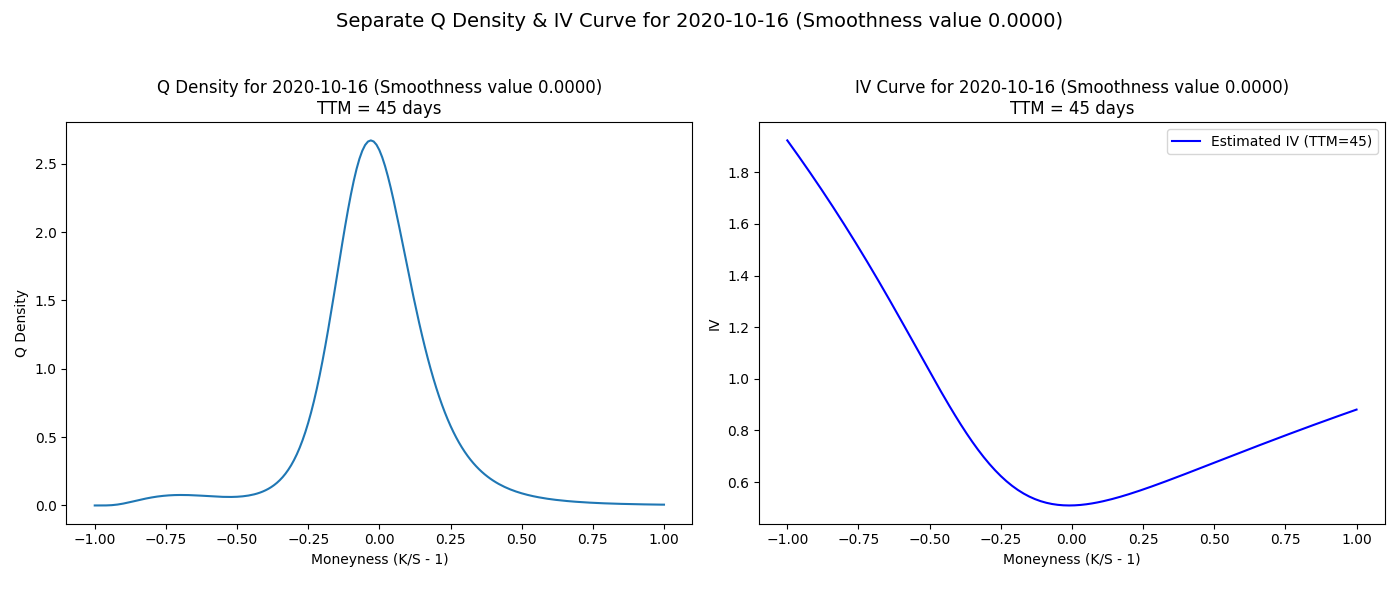 Separate Q Density & IV Curve for 2020-10-16 (Smoothness value 0.0000)
Q Density for 2020-10-16 (Smoothness value 0.0000)
TTM = 45 days
2.5
2.0
1.5
1.0
0.5
0.0
Q Density
−1.00 −0.75 −0.50 −0.25 0.00 0.25 0.50 0.75 1.00
Moneyness (K/S - 1)
IV Curve for 2020-10-16 (Smoothness value 0.0000)
TTM = 45 days
Estimated IV (TTM=45)
1.8
1.6
1.4
1.2
1.0
0.8
0.6
IV
−1.00 −0.75 −0.50 −0.25 0.00 0.25 0.50 0.75 1.00
Moneyness (K/S - 1)